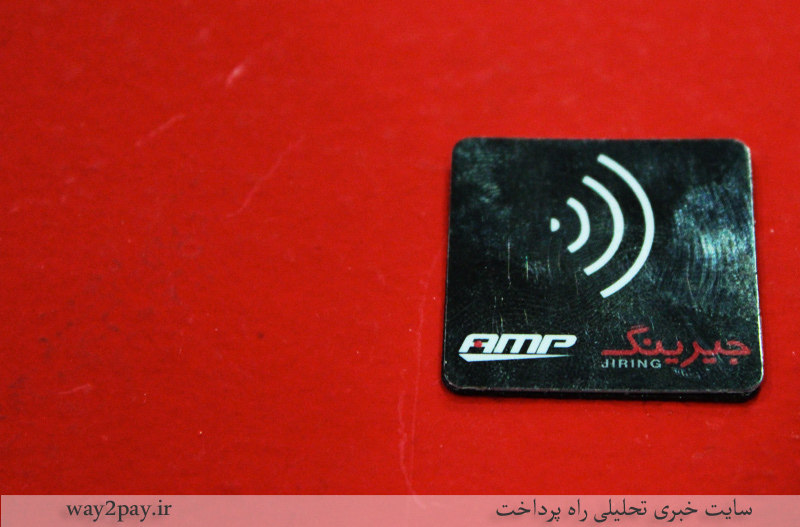 AMP
جیرینگ
JIRING
way2pay.ir
سایت خبری تحلیلی راه پرداخت